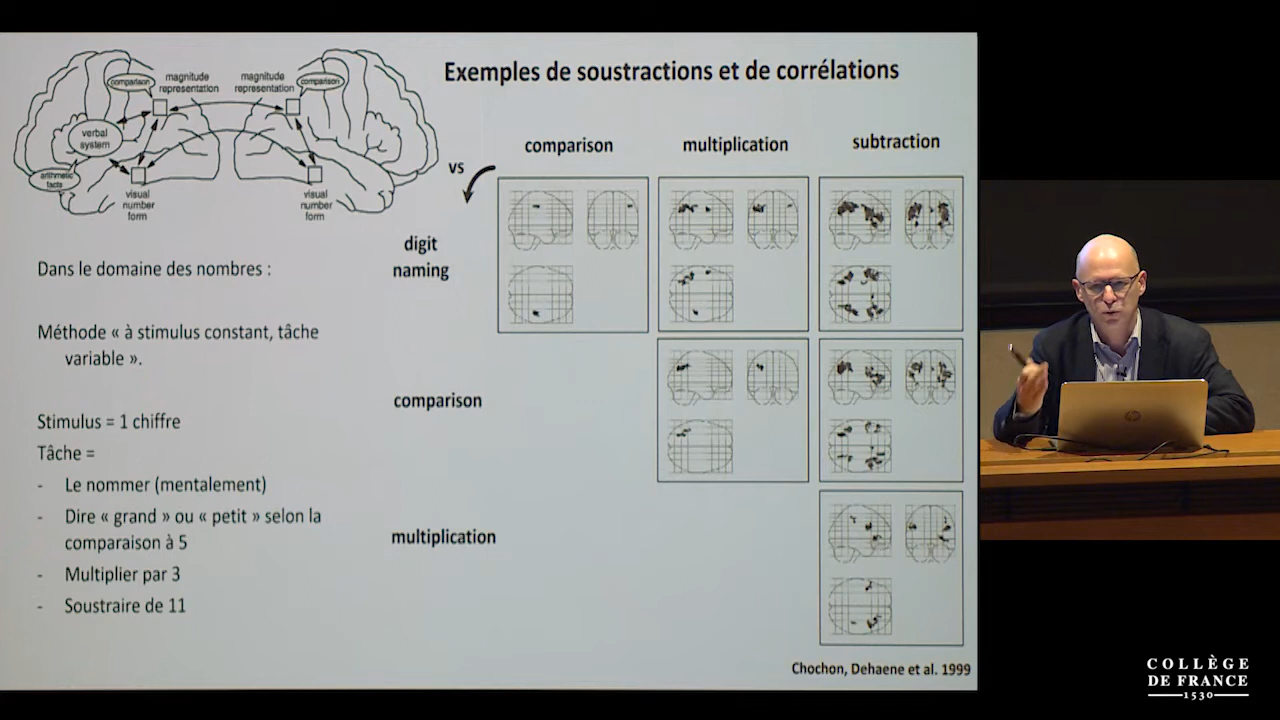 Exemples de soustractions et de corrélations
comparison
magnitude
representation
magnitude
representation
comparison
verbal
system
arithmetic
facts
visual
number
form
visual
number
form
vs
comparison
multiplication
subtraction
digit
naming
comparison
multiplication
Dans le domaine des nombres :
Méthode « à stimulus constant, tâche
variable ».
Stimulus = 1 chiffre
Tâche =
- Le nommer (mentalement)
- Dire « grand » ou « petit » selon la
comparaison à 5
- Multiplier par 3
- Soustraire de 11
Chochon, Dehaene et al. 1999
COLLÈGE
DE FRANCE
1530